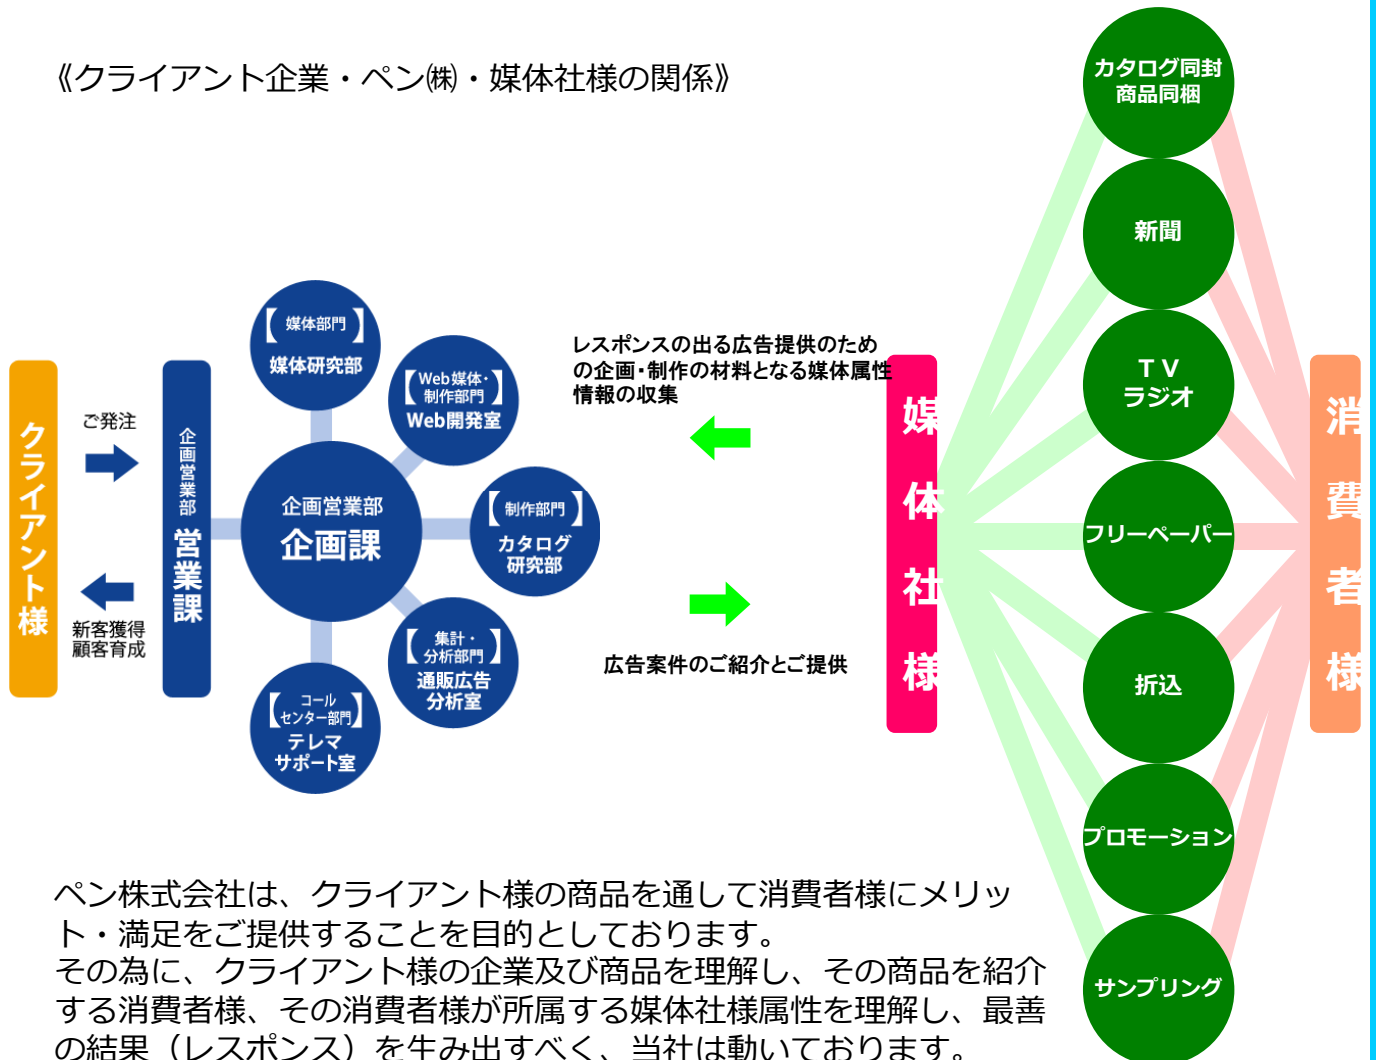 《クライアント企業・ペン㈱・媒体社様の関係》
クライアント様
ご発注
新客獲得
顧客育成
企画営業部 営業課
【媒体部門】
媒体研究部
【Web媒体・
制作部門】
Web開発室
企画営業部
企画課
【制作部門】
カタログ
研究部
【集計・
分析部門】
通販広告
分析室
【コール
センター部門】
テレマ
サポート室
レスポンスの出る広告提供のため
の企画・制作の材料となる媒体属性
情報の収集
広告案件のご紹介とご提供
媒体社様
カタログ同封
商品同梱
新聞
ＴＶ
ラジオ
フリーペーパー
折込
プロモーション
サンプリング
消費者様
ペン株式会社は、クライアント様の商品を通して消費者様にメリッ
ト・満足をご提供することを目的としております。
その為に、クライアント様の企業及び商品を理解し、その商品を紹介
する消費者様、その消費者様が所属する媒体社様属性を理解し、最善
の結果（レスポンス）を生み出すべく、当社は動いております。